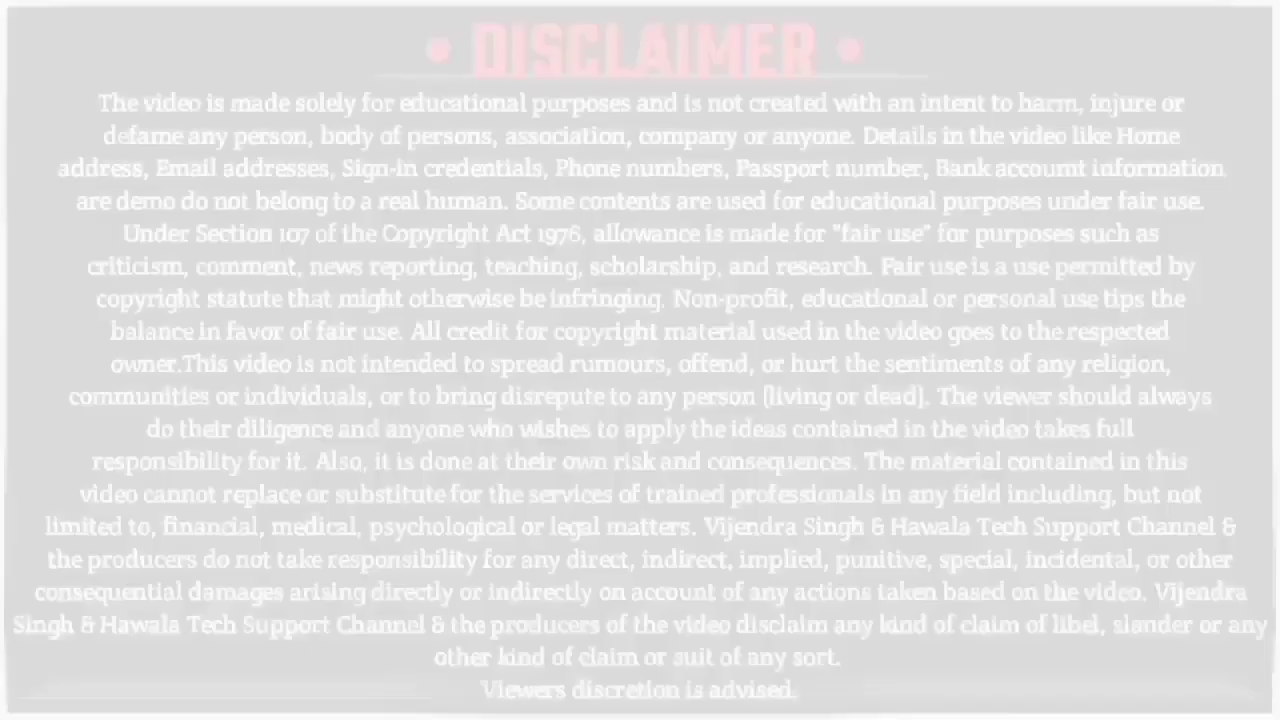 • DISCLAIMER •
The video is made solely for educational purposes and is not created with an intent to harm, injure or
defame any person, body of persons, association, company or anyone. Details in the video like Home
address, Email addresses, Sign-in credentials, Phone numbers, Passport number, Bank account information
are demo do not belong to a real human. Some contents are used for educational purposes under fair use.
Under Section 107 of the Copyright Act 1976, allowance is made for "fair use" for purposes such as
criticism, comment, news reporting, teaching, scholarship, and research. Fair use is a use permitted by
copyright statute that might otherwise be infringing. Non-profit, educational or personal use tips the
balance in favor of fair use. All credit for copyright material used in the video goes to the respected
owner.This video is not intended to spread rumours, offend, or hurt the sentiments of any religion,
communities or individuals, or to bring disrepute to any person (living or dead). The viewer should always
do their diligence and anyone who wishes to apply the ideas contained in the video takes full
responsibility for it. Also, it is done at their own risk and consequences. The material contained in this
video cannot replace or substitute for the services of trained professionals in any field including, but not
limited to, financial, medical, psychological or legal matters. Vijendra Singh & Hawala Tech Support Channel &
the producers do not take responsibility for any direct, indirect, implied, punitive, special, incidental, or other
consequential damages arising directly or indirectly on account of any actions taken based on the video. Vijendra
Singh & Hawala Tech Support Channel & the producers of the video disclaim any kind of claim of libel, slander or any
other kind of claim or suit of any sort.
Viewers discretion is advised.